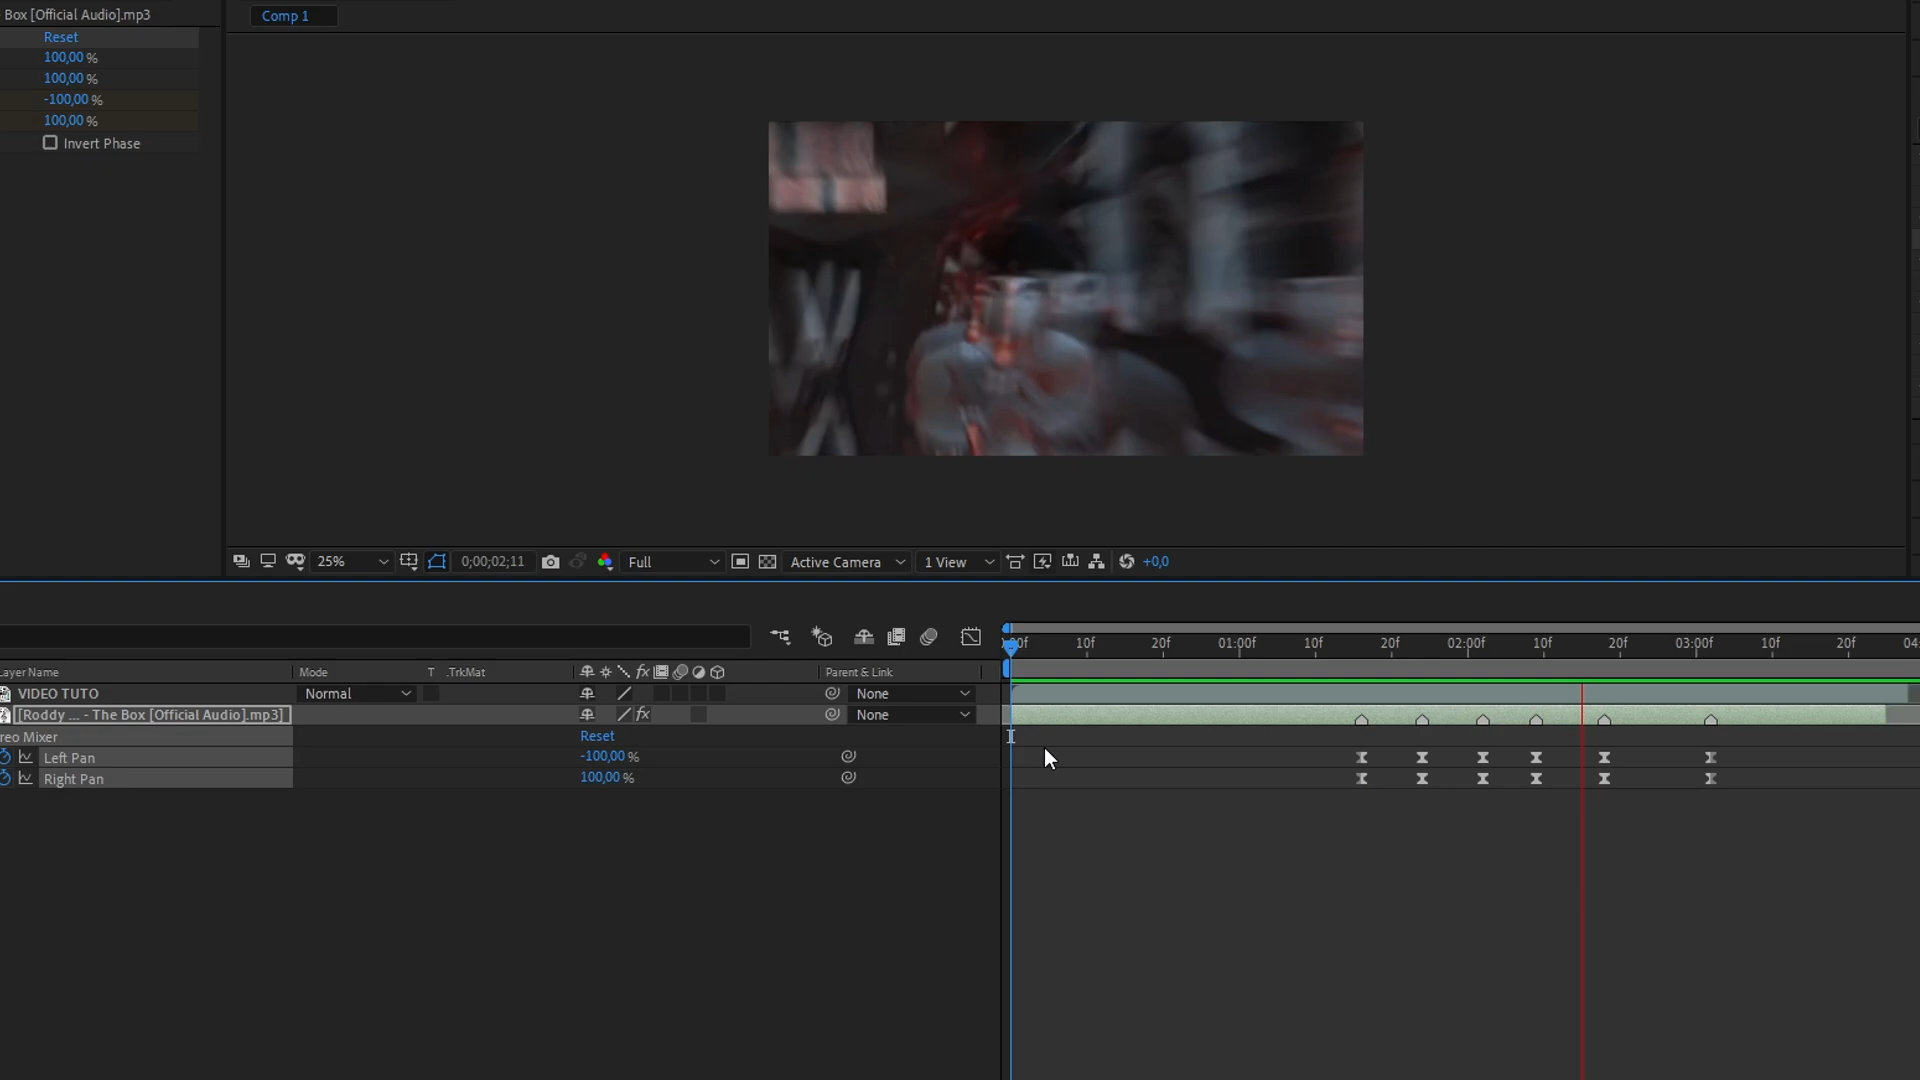 Box [Official Audio].mp3
Comp 1
Reset
100,00 %
100,00 %
-100,00 %
100,00 %
Invert Phase
25%
0;00;02;11
Full
Active Camera
1 View
+0,0
00f 10f 20f 01:00f 10f 20f 02:00f 10f 20f 03:00f 10f 20f 04:
Layer Name Mode T .TrkMat fx Parent & Link
VIDEO TUTO Normal None
[Roddy ... - The Box [Official Audio].mp3] fx None
reo Mixer Reset
Left Pan -100,00 %
Right Pan 100,00 %